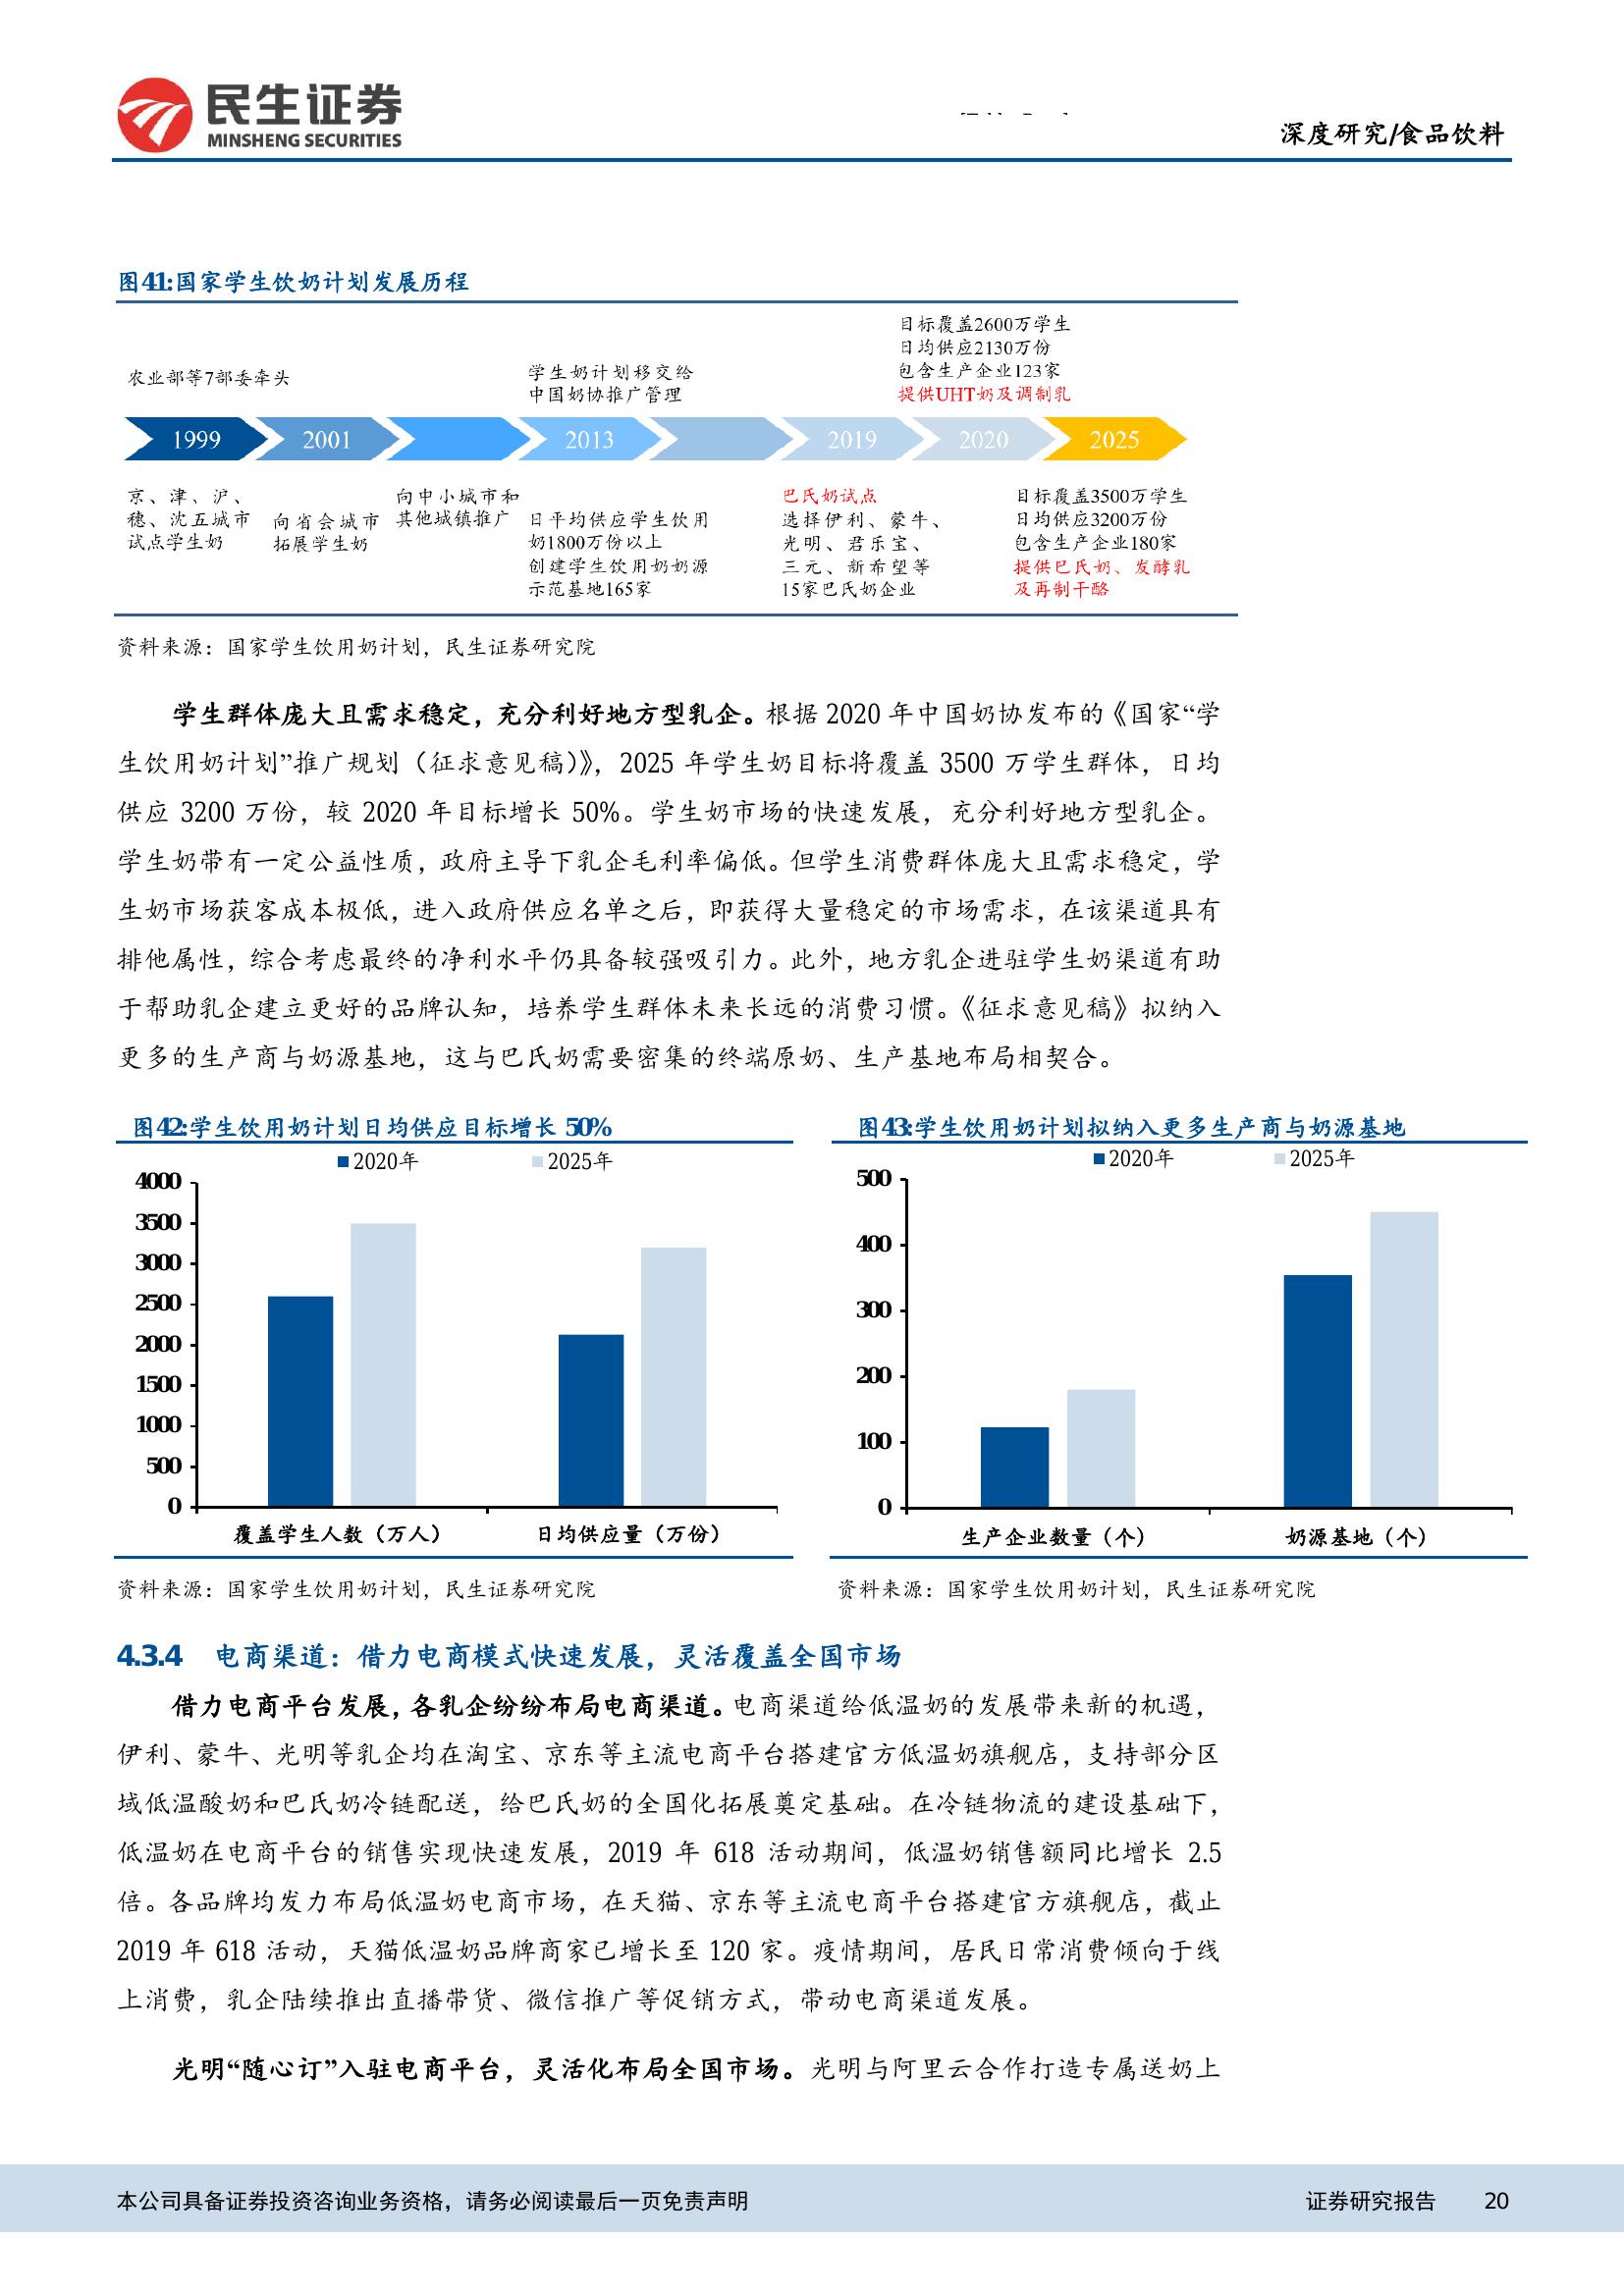 民生证券
MINSHENG SECURITIES
深度研究/食品饮料
图41:国家学生饮奶计划发展历程
农业部等7部委牵头
学生奶计划移交给
中国奶协推广管理
目标覆盖2600万学生
日均供应2130万份
包含生产企业123家
提供UHT奶及调制乳
1999
2001
2013
2019
2020
2025
京、津、沪、
穗、沈五城市
试点学生奶
向省会城市
拓展学生奶
向中小城市和
其他城镇推广
日平均供应学生饮用
奶1800万份以上
创建学生饮用奶奶源
示范基地165家
巴氏奶试点
选择伊利、蒙牛、
光明、君乐宝、
三元、新希望等
15家巴氏奶企业
目标覆盖3500万学生
日均供应3200万份
包含生产企业180家
提供巴氏奶、发酵乳
及再制干酪
资料来源：国家学生饮用奶计划，民生证券研究院
学生群体庞大且需求稳定，充分利好地方型乳企。根据 2020 年中国奶协发布的《国家“学
生饮用奶计划”推广规划（征求意见稿）》，2025 年学生奶目标将覆盖 3500 万学生群体，日均
供应 3200 万份，较 2020 年目标增长 50%。学生奶市场的快速发展，充分利好地方型乳企。
学生奶带有一定公益性质，政府主导下乳企毛利率偏低。但学生消费群体庞大且需求稳定，学
生奶市场获客成本极低，进入政府供应名单之后，即获得大量稳定的市场需求，在该渠道具有
排他属性，综合考虑最终的净利水平仍具备较强吸引力。此外，地方乳企进驻学生奶渠道有助
于帮助乳企建立更好的品牌认知，培养学生群体未来长远的消费习惯。《征求意见稿》拟纳入
更多的生产商与奶源基地，这与巴氏奶需要密集的终端原奶、生产基地布局相契合。
图42:学生饮用奶计划日均供应目标增长 50%
2020年 2025年
4000
3500
3000
2500
2000
1500
1000
500
0
覆盖学生人数（万人） 日均供应量（万份）
资料来源：国家学生饮用奶计划，民生证券研究院
图43:学生饮用奶计划拟纳入更多生产商与奶源基地
2020年 2025年
500
400
300
200
100
0
生产企业数量（个） 奶源基地（个）
资料来源：国家学生饮用奶计划，民生证券研究院
4.3.4 电商渠道：借力电商模式快速发展，灵活覆盖全国市场
借力电商平台发展，各乳企纷纷布局电商渠道。电商渠道给低温奶的发展带来新的机遇，
伊利、蒙牛、光明等乳企均在淘宝、京东等主流电商平台搭建官方低温奶旗舰店，支持部分区
域低温酸奶和巴氏奶冷链配送，给巴氏奶的全国化拓展奠定基础。在冷链物流的建设基础下，
低温奶在电商平台的销售实现快速发展，2019 年 618 活动期间，低温奶销售额同比增长 2.5
倍。各品牌均发力布局低温奶电商市场，在天猫、京东等主流电商平台搭建官方旗舰店，截止
2019 年 618 活动，天猫低温奶品牌商家已增长至 120 家。疫情期间，居民日常消费倾向于线
上消费，乳企陆续推出直播带货、微信推广等促销方式，带动电商渠道发展。
光明“随心订”入驻电商平台，灵活化布局全国市场。光明与阿里云合作打造专属送奶上
本公司具备证券投资咨询业务资格，请务必阅读最后一页免责声明 证券研究报告 20